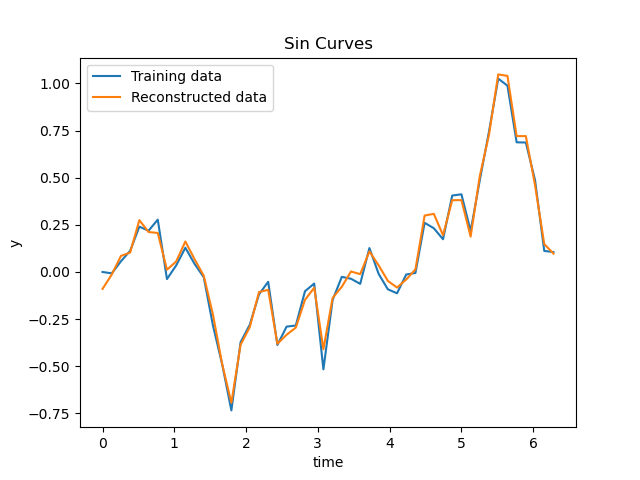 Sin Curves
Training data
Reconstructed data
1.00
0.75
0.50
0.25
0.00
−0.25
−0.50
−0.75
y
0 1 2 3 4 5 6
time